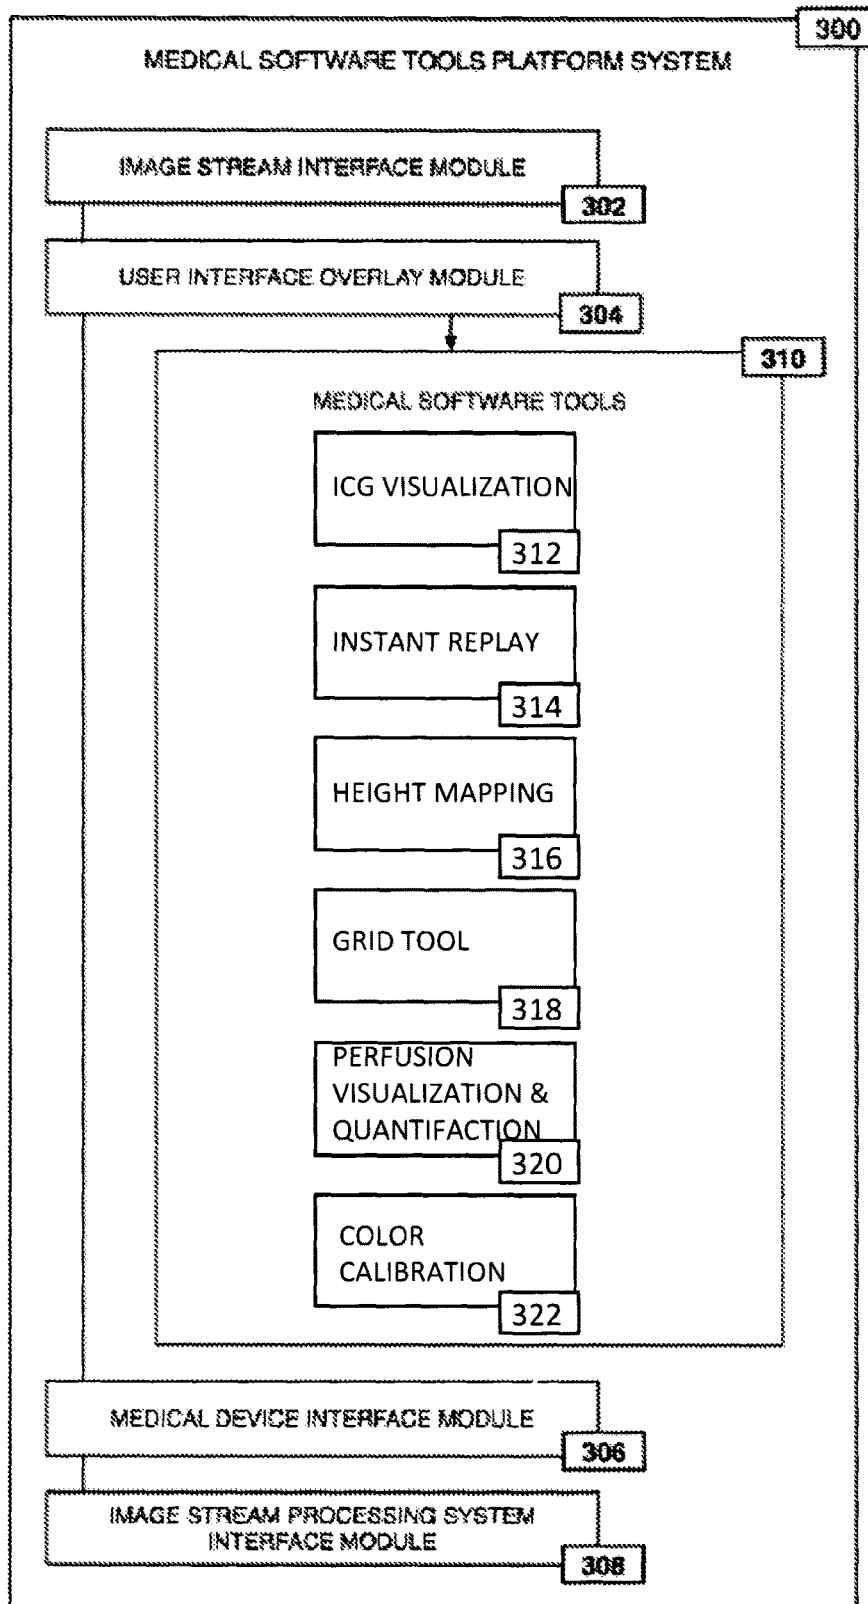 300
MEDICAL SOFTWARE TOOLS PLATFORM SYSTEM
IMAGE STREAM INTERFACE MODULE
302
USER INTERFACE OVERLAY MODULE
304
310
MEDICAL SOFTWARE TOOLS
ICG VISUALIZATION
312
INSTANT REPLAY
314
HEIGHT MAPPING
316
GRID TOOL
318
PERFUSION
VISUALIZATION &
QUANTIFACTION
320
COLOR
CALIBRATION
322
MEDICAL DEVICE INTERFACE MODULE
306
IMAGE STREAM PROCESSING SYSTEM
INTERFACE MODULE
308